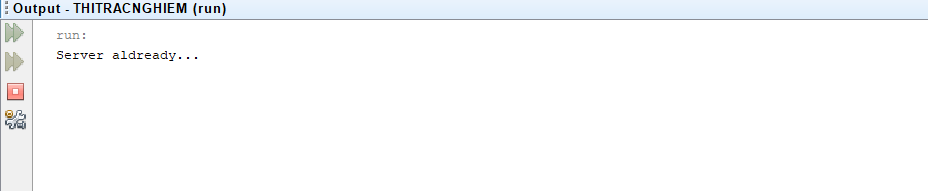 Output - THITRACNGHIEM (run)
run:
Server aldready...